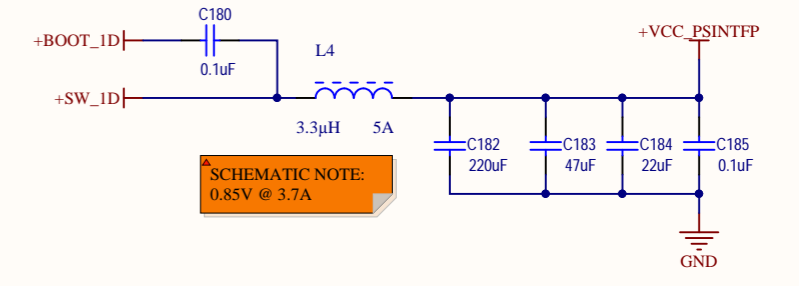 C180
+BOOT_1D
0.1uF
+SW_1D
L4
3.3µH 5A
+VCC_PSINTFP
C182
220uF
C183
47uF
C184
22uF
C185
0.1uF
SCHEMATIC NOTE:
0.85V @ 3.7A
GND